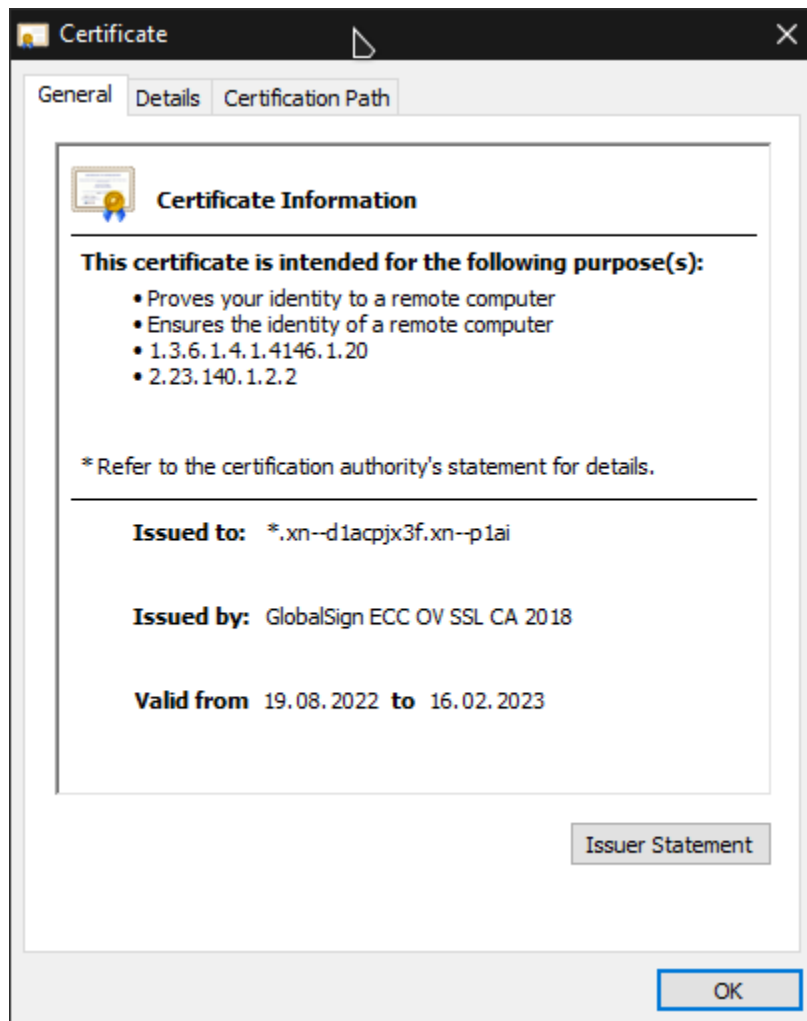 Certificate
General Details Certification Path
Certificate Information
This certificate is intended for the following purpose(s):
• Proves your identity to a remote computer
• Ensures the identity of a remote computer
• 1.3.6.1.4.1.4146.1.20
• 2.23.140.1.2.2
* Refer to the certification authority's statement for details.
Issued to: *.xn--d1acpjx3f.xn--p1ai
Issued by: GlobalSign ECC OV SSL CA 2018
Valid from 19.08.2022 to 16.02.2023
Issuer Statement
OK